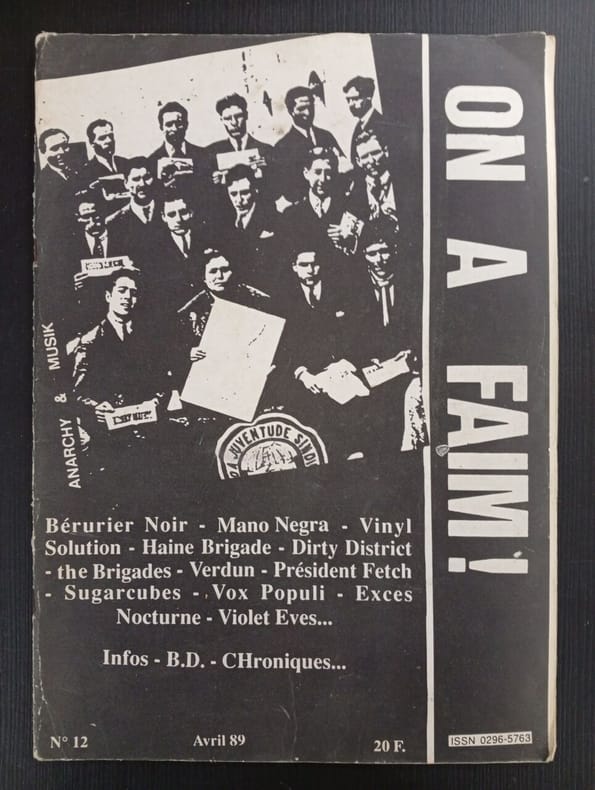 ON A FAIM!
ANARCHY & MUSIK
JUVENTUDE
Bérurier Noir - Mano Negra - Vinyl
Solution - Haine Brigade - Dirty District
- the Brigades - Verdun - Président Fetch
- Sugarcubes - Vox Populi - Exces
Nocturne - Violet Eves...
Infos - B.D. - CHroniques...
N° 12
Avril 89
20 F.
ISSN 0296-5763